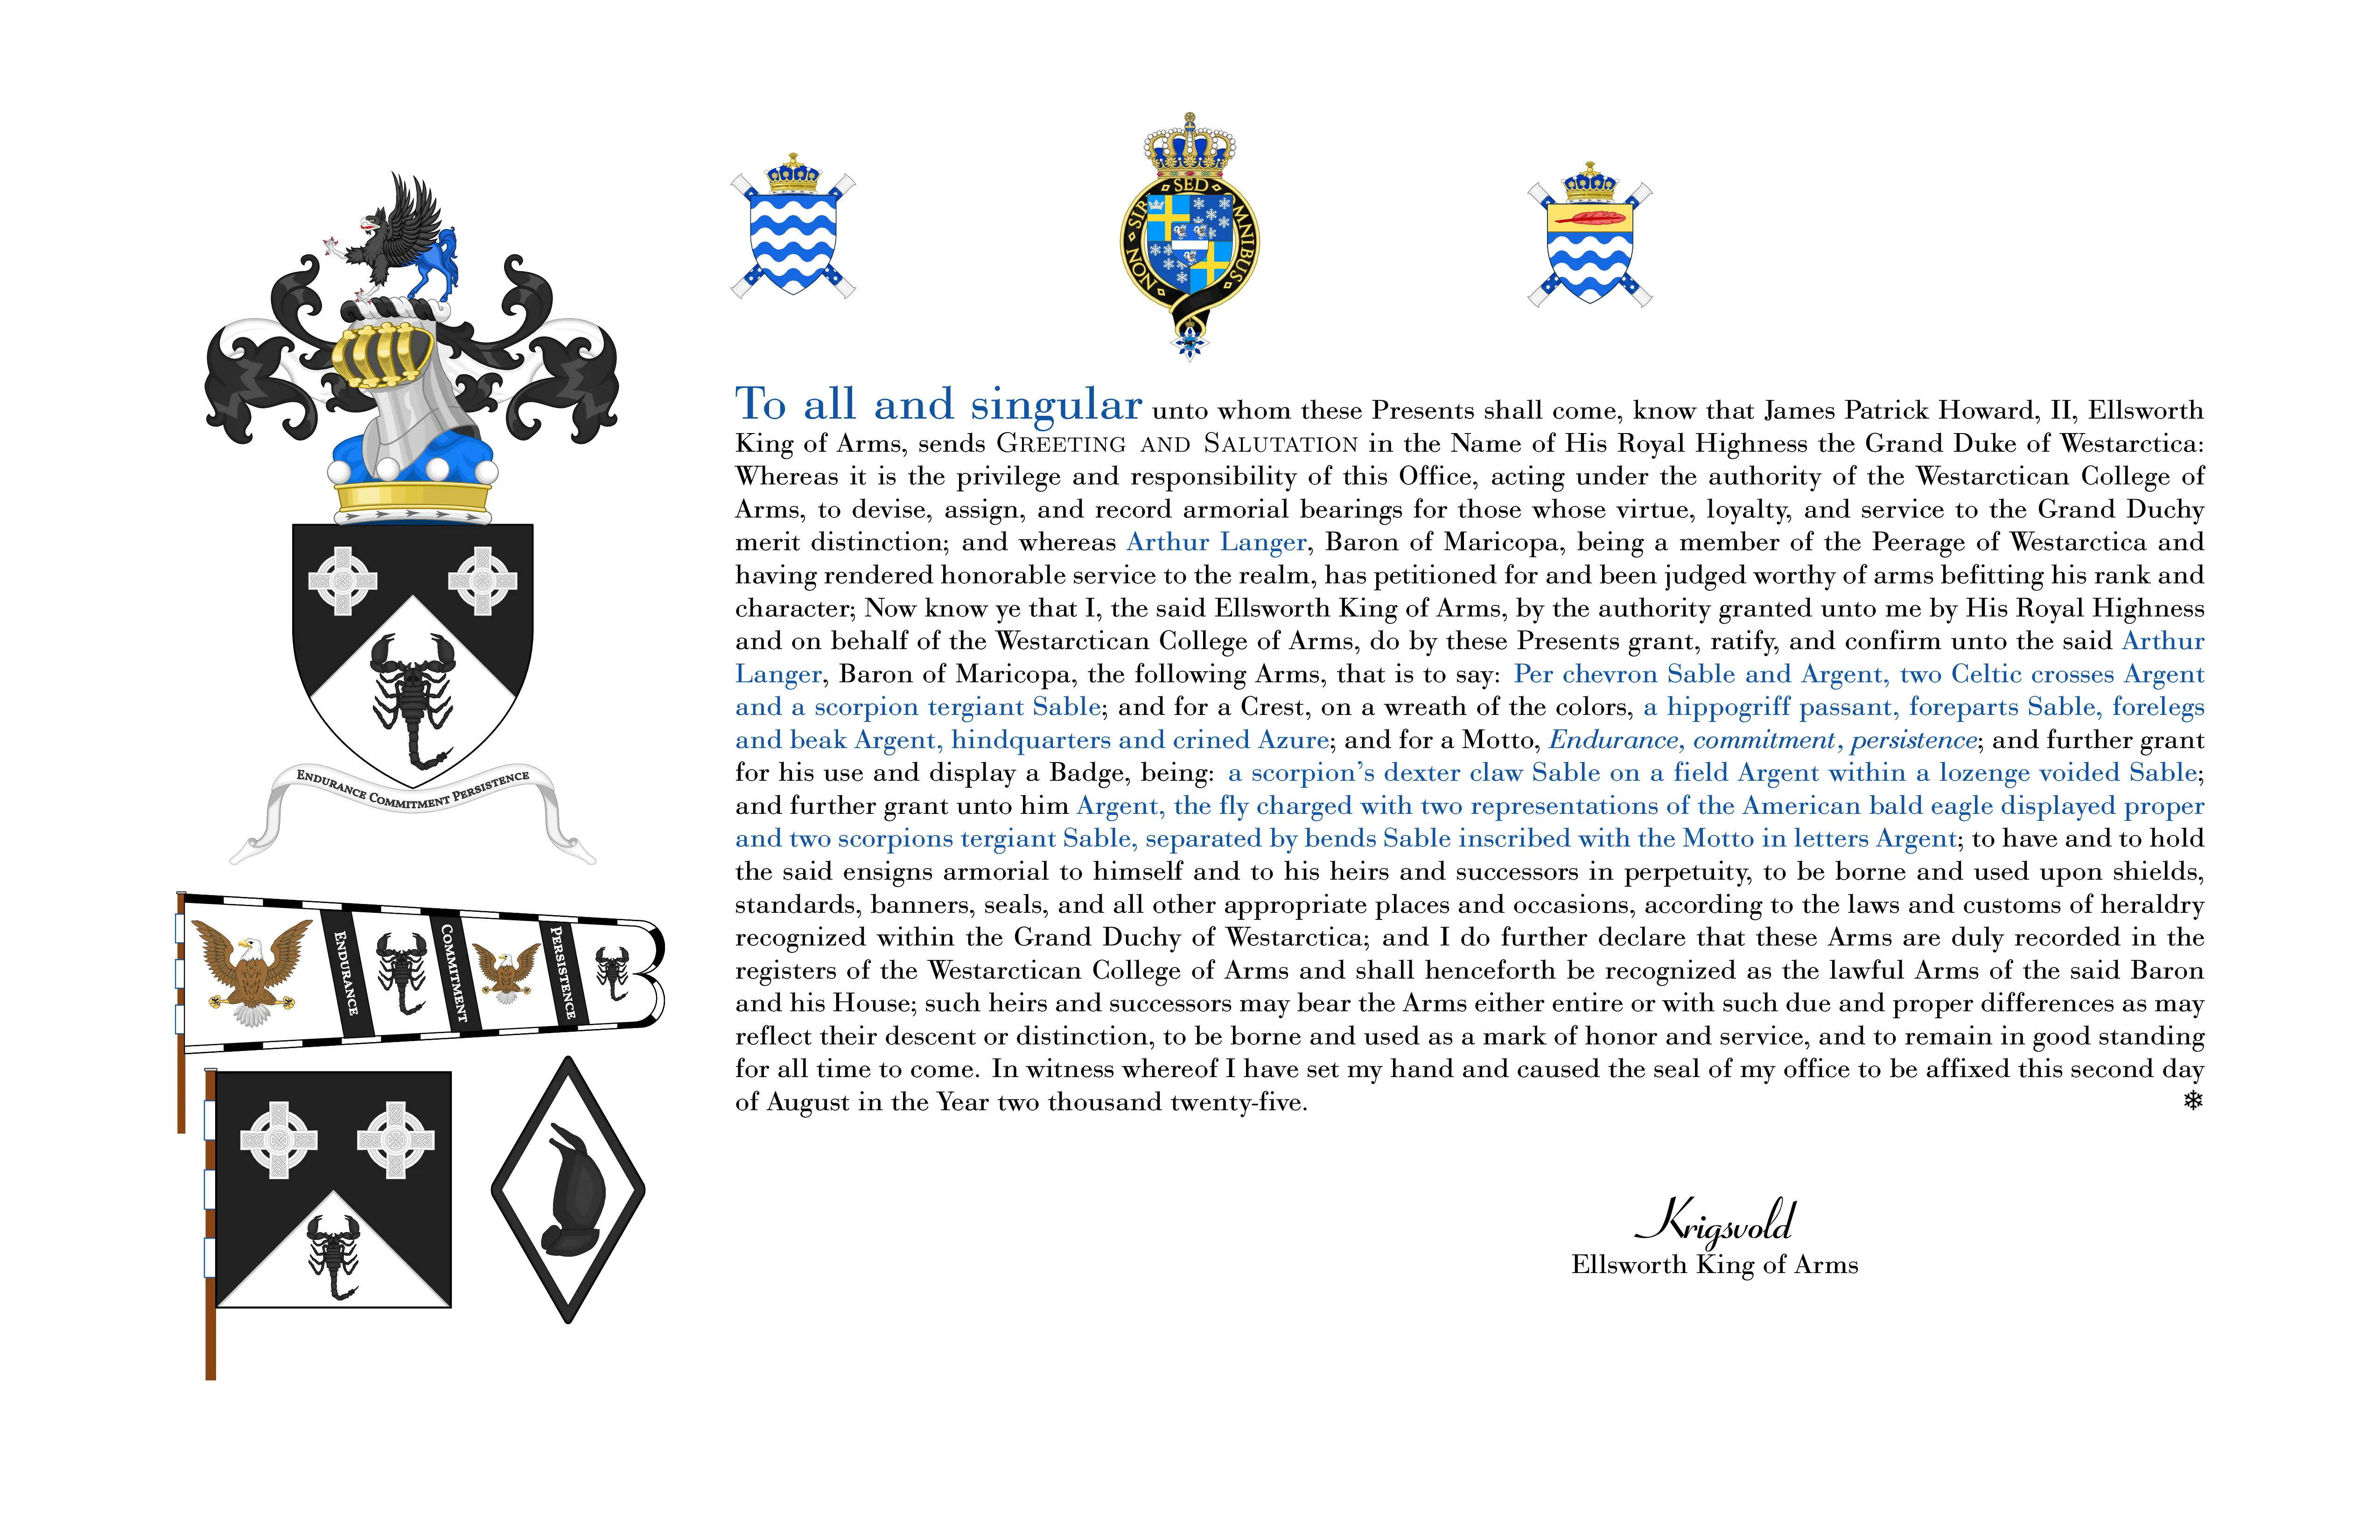 NON ◇ SIR ◇ SED ◇ OMNIBUS ◇
To all and singular unto whom these Presents shall come, know that James Patrick Howard, II, Ellsworth
King of Arms, sends GREETING AND SALUTATION in the Name of His Royal Highness the Grand Duke of Westarctica:
Whereas it is the privilege and responsibility of this Office, acting under the authority of the Westarctican College of
Arms, to devise, assign, and record armorial bearings for those whose virtue, loyalty, and service to the Grand Duchy
merit distinction; and whereas Arthur Langer, Baron of Maricopa, being a member of the Peerage of Westarctica and
having rendered honorable service to the realm, has petitioned for and been judged worthy of arms befitting his rank and
character; Now know ye that I, the said Ellsworth King of Arms, by the authority granted unto me by His Royal Highness
and on behalf of the Westarctican College of Arms, do by these Presents grant, ratify, and confirm unto the said Arthur
Langer, Baron of Maricopa, the following Arms, that is to say: Per chevron Sable and Argent, two Celtic crosses Argent
and a scorpion tergiant Sable; and for a Crest, on a wreath of the colors, a hippogriff passant, foreparts Sable, forelegs
and beak Argent, hindquarters and crined Azure; and for a Motto, Endurance, commitment, persistence; and further grant
for his use and display a Badge, being: a scorpion's dexter claw Sable on a field Argent within a lozenge voided Sable;
and further grant unto him Argent, the fly charged with two representations of the American bald eagle displayed proper
and two scorpions tergiant Sable, separated by bends Sable inscribed with the Motto in letters Argent; to have and to hold
the said ensigns armorial to himself and to his heirs and successors in perpetuity, to be borne and used upon shields,
standards, banners, seals, and all other appropriate places and occasions, according to the laws and customs of heraldry
recognized within the Grand Duchy of Westarctica; and I do further declare that these Arms are duly recorded in the
registers of the Westarctican College of Arms and shall henceforth be recognized as the lawful Arms of the said Baron
and his House; such heirs and successors may bear the Arms either entire or with such due and proper differences as may
reflect their descent or distinction, to be borne and used as a mark of honor and service, and to remain in good standing
for all time to come. In witness whereof I have set my hand and caused the seal of my office to be affixed this second day
of August in the Year two thousand twenty-five. ❄
Krigsvold
Ellsworth King of Arms
ENDURANCE COMMITMENT PERSISTENCE
ENDURANCE
COMMITMENT
PERSISTENCE